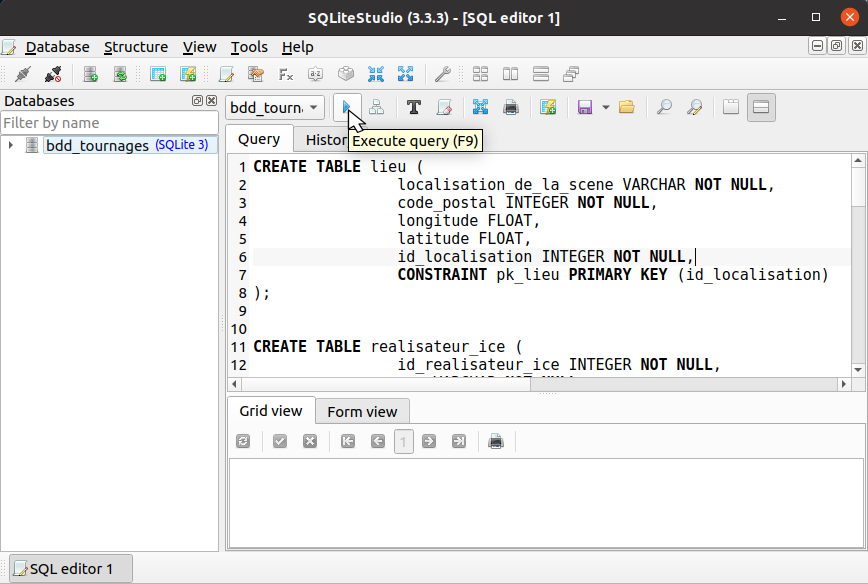 SQLiteStudio (3.3.3) - [SQL editor 1]
Database Structure View Tools Help
Databases
bdd_tourn
Filter by name
bdd_tournages (SQLite 3)
Query Histor
Execute query (F9)
1 CREATE TABLE lieu (
2 localisation_de_la_scene VARCHAR NOT NULL,
3 code_postal INTEGER NOT NULL,
4 longitude FLOAT,
5 latitude FLOAT,
6 id_localisation INTEGER NOT NULL,
7 CONSTRAINT pk_lieu PRIMARY KEY (id_localisation)
8 );
9
10
11 CREATE TABLE realisateur_ice (
12 id_realisateur_ice INTEGER NOT NULL,
Grid view Form view
1
SQL editor 1